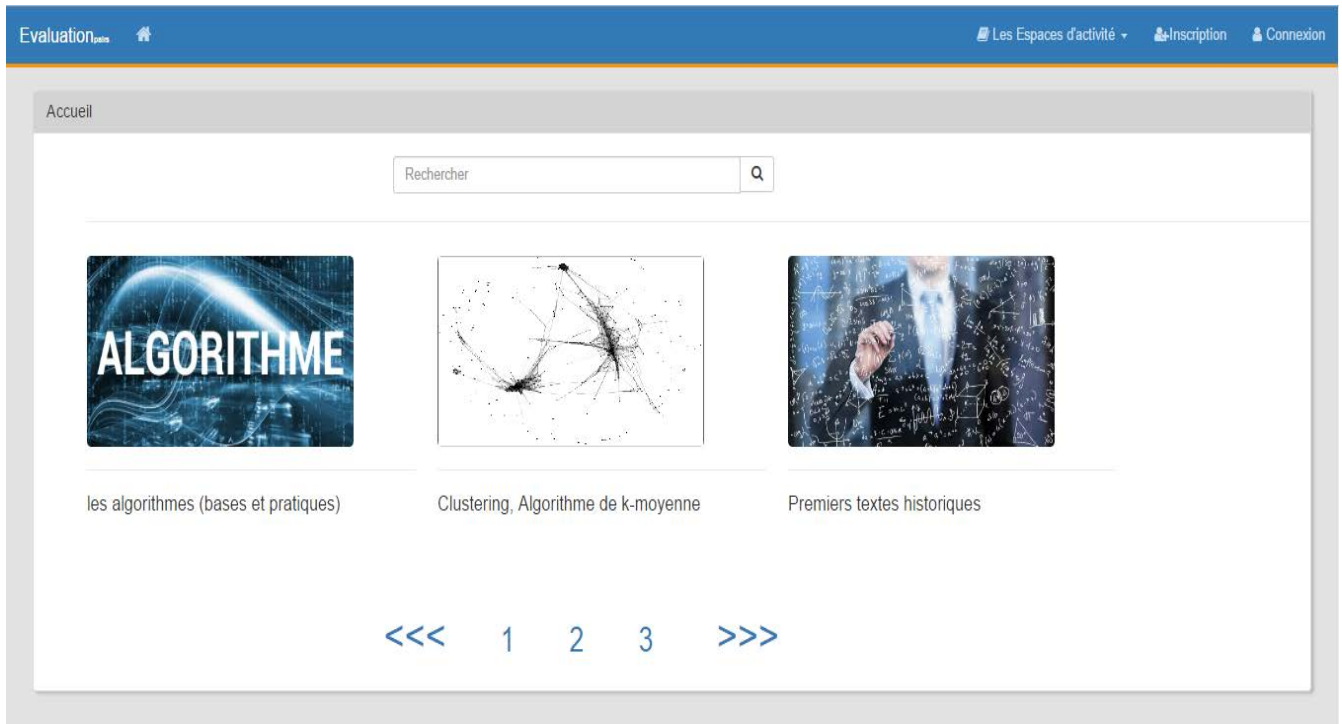 Evaluationpairs
Les Espaces d'activité
Inscription
Connexion
Accueil
Rechercher
ALGORITHME
les algorithmes (bases et pratiques)
Clustering, Algorithme de k-moyenne
Premiers textes historiques
<<< 1 2 3 >>>